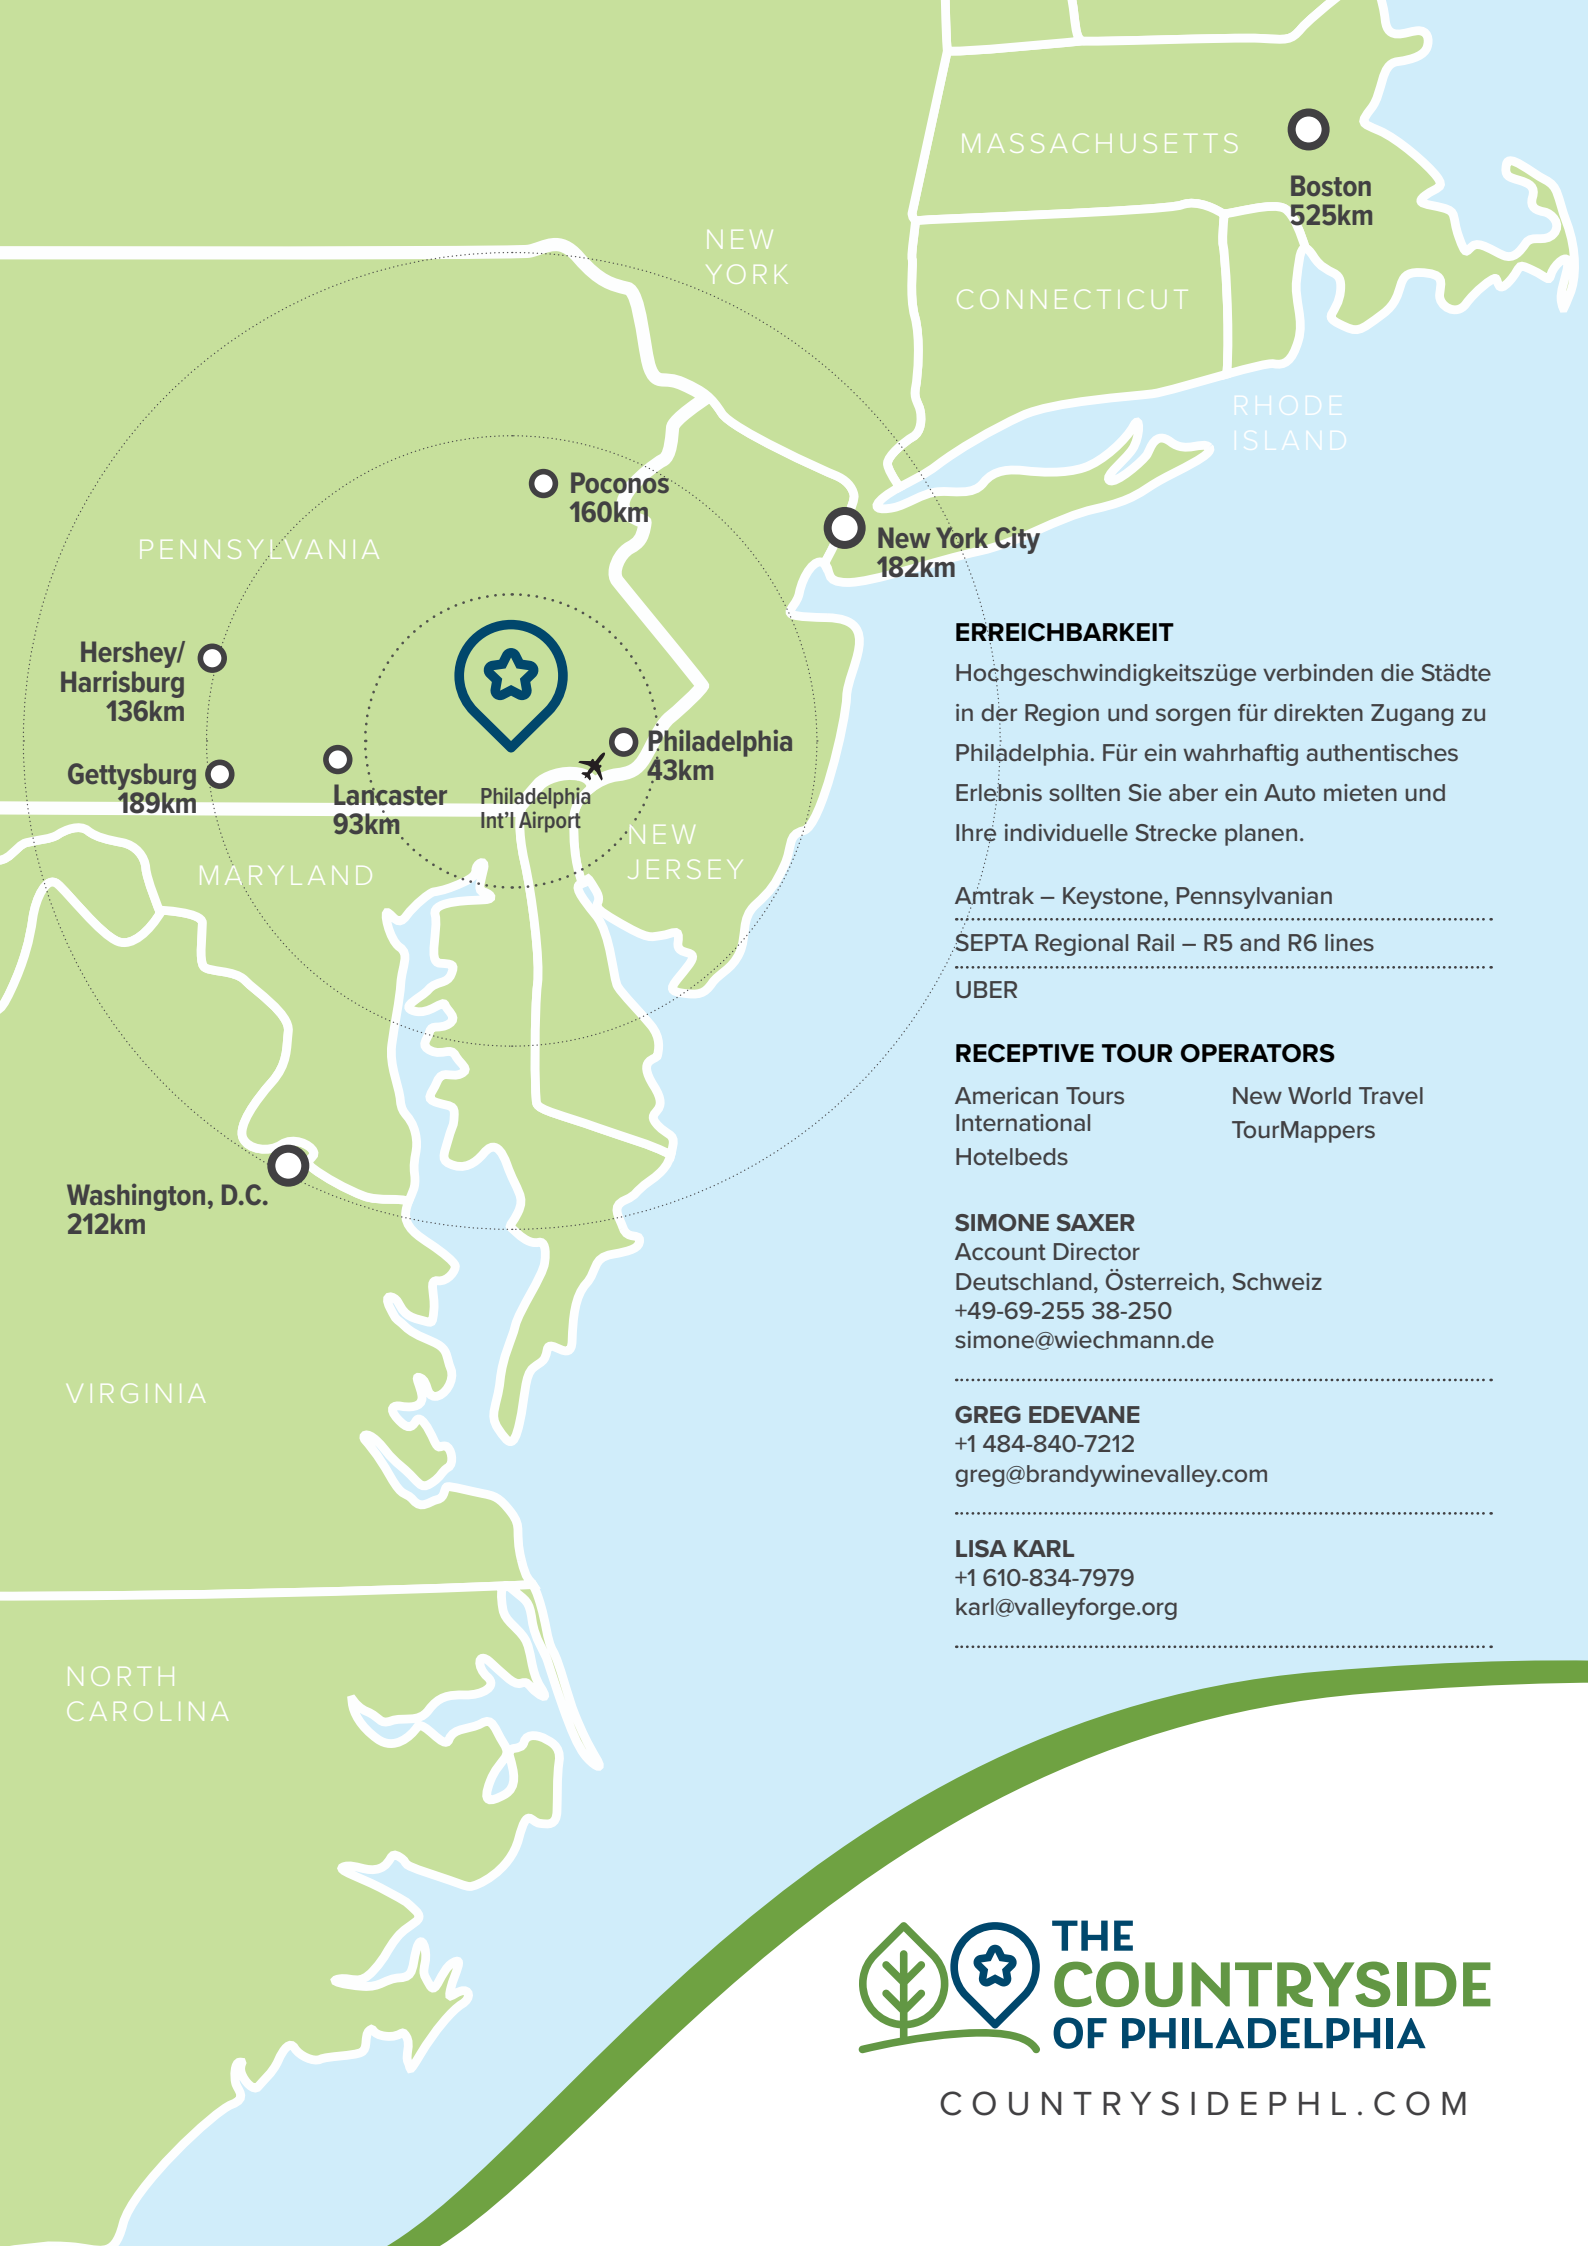 MASSACHUSETTS
Boston
525km
NEW
YORK
CONNECTICUT
RHODE
ISLAND
Poconos
160km
New York City
182km
PENNSYLVANIA
Hershey/
Harrisburg
136km
Gettysburg
189km
Lancaster
93km
Philadelphia
Int'l Airport
Philadelphia
43km
NEW
JERSEY
MARYLAND
Washington, D.C.
212km
VIRGINIA
NORTH
CAROLINA
ERREICHBARKEIT
Hochgeschwindigkeitszüge verbinden die Städte
in der Region und sorgen für direkten Zugang zu
Philadelphia. Für ein wahrhaftig authentisches
Erlebnis sollten Sie aber ein Auto mieten und
Ihre individuelle Strecke planen.
Amtrak – Keystone, Pennsylvanian
SEPTA Regional Rail – R5 and R6 lines
UBER
RECEPTIVE TOUR OPERATORS
American Tours
International
Hotelbeds
New World Travel
TourMappers
SIMONE SAXER
Account Director
Deutschland, Österreich, Schweiz
+49-69-255 38-250
simone@wiechmann.de
GREG EDEVANE
+1 484-840-7212
greg@brandywinevalley.com
LISA KARL
+1 610-834-7979
karl@valleyforge.org
THE
COUNTRYSIDE
OF PHILADELPHIA
COUNTRYSIDEPHL.COM